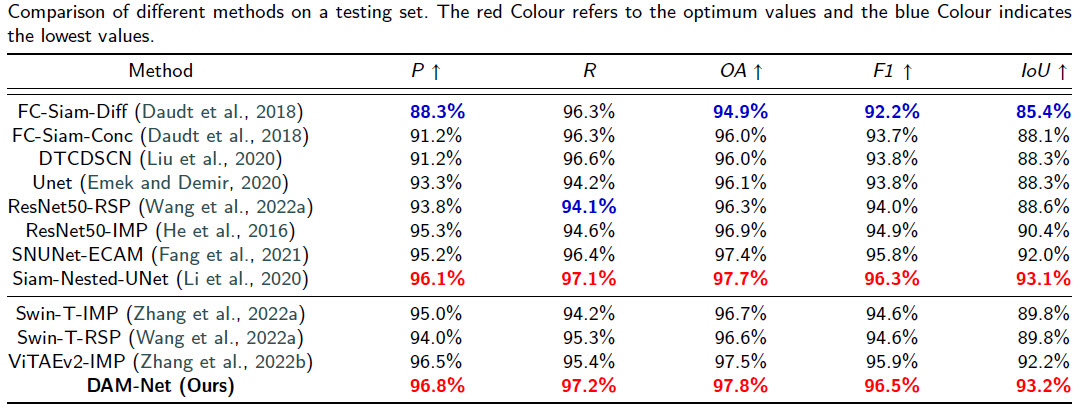 Comparison of different methods on a testing set. The red Colour refers to the optimum values and the blue Colour indicates
the lowest values.
Method P ↑ R OA ↑ F1 ↑ IoU ↑
FC-Siam-Diff (Daudt et al., 2018) 88.3% 96.3% 94.9% 92.2% 85.4%
FC-Siam-Conc (Daudt et al., 2018) 91.2% 96.3% 96.0% 93.7% 88.1%
DTCDSCN (Liu et al., 2020) 91.2% 96.6% 96.0% 93.8% 88.3%
Unet (Emek and Demir, 2020) 93.3% 94.2% 96.1% 93.8% 88.3%
ResNet50-RSP (Wang et al., 2022a) 93.8% 94.1% 96.3% 94.0% 88.6%
ResNet50-IMP (He et al., 2016) 95.3% 94.6% 96.9% 94.9% 90.4%
SNUNet-ECAM (Fang et al., 2021) 95.2% 96.4% 97.4% 95.8% 92.0%
Siam-Nested-UNet (Li et al., 2020) 96.1% 97.1% 97.7% 96.3% 93.1%
Swin-T-IMP (Zhang et al., 2022a) 95.0% 94.2% 96.7% 94.6% 89.8%
Swin-T-RSP (Wang et al., 2022a) 94.0% 95.3% 96.6% 94.6% 89.8%
ViTAEv2-IMP (Zhang et al., 2022b) 96.5% 95.4% 97.5% 95.9% 92.2%
DAM-Net (Ours) 96.8% 97.2% 97.8% 96.5% 93.2%